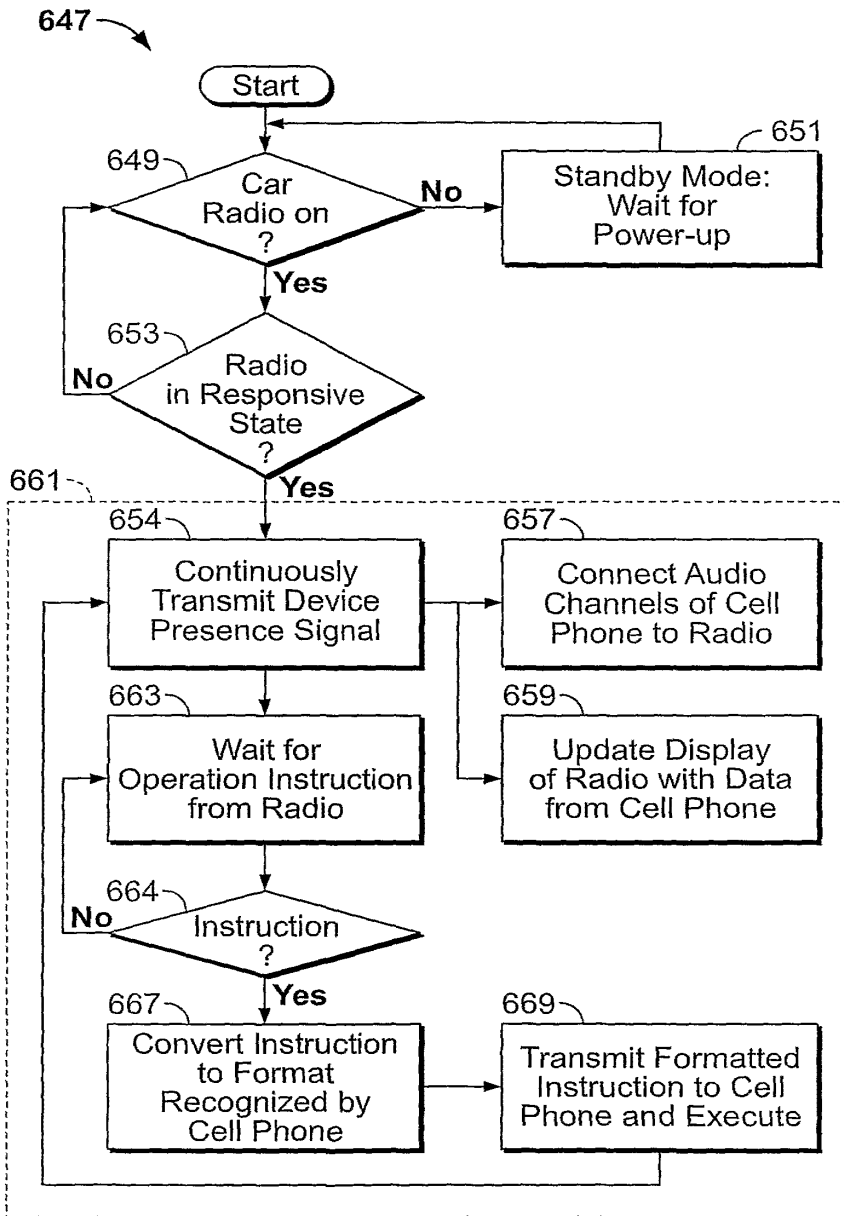 647
Start
649
Car
Radio on
?
No
651
Standby Mode:
Wait for
Power-up
Yes
653
Radio
in Responsive
State
?
No
Yes
661
654
Continuously
Transmit Device
Presence Signal
657
Connect Audio
Channels of Cell
Phone to Radio
663
Wait for
Operation Instruction
from Radio
659
Update Display
of Radio with Data
from Cell Phone
664
Instruction
?
No
Yes
667
Convert Instruction
to Format
Recognized by
Cell Phone
669
Transmit Formatted
Instruction to Cell
Phone and Execute